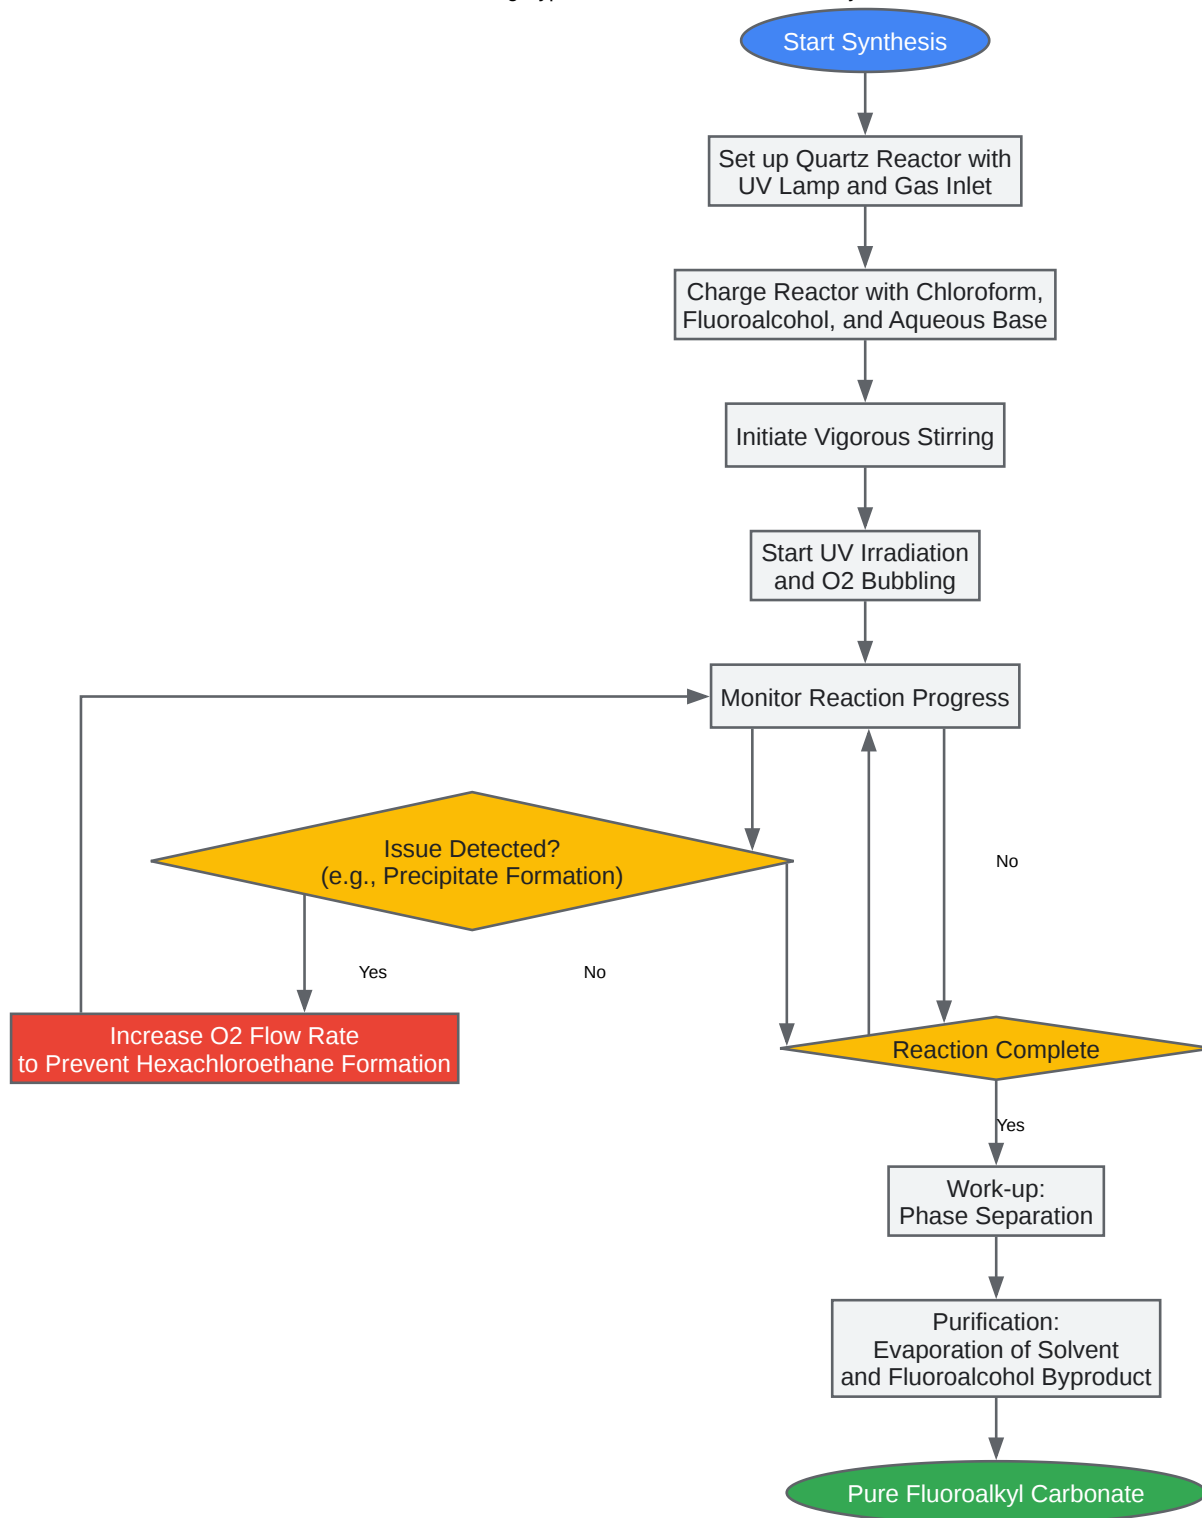 Start Synthesis
Set up Quartz Reactor with
UV Lamp and Gas Inlet
Charge Reactor with Chloroform,
Fluoroalcohol, and Aqueous Base
Initiate Vigorous Stirring
Start UV Irradiation
and O2 Bubbling
Monitor Reaction Progress
Issue Detected?
(e.g., Precipitate Formation)
No
Yes
No
Increase O2 Flow Rate
to Prevent Hexachloroethane Formation
Reaction Complete
Yes
Work-up:
Phase Separation
Purification:
Evaporation of Solvent
and Fluoroalcohol Byproduct
Pure Fluoroalkyl Carbonate